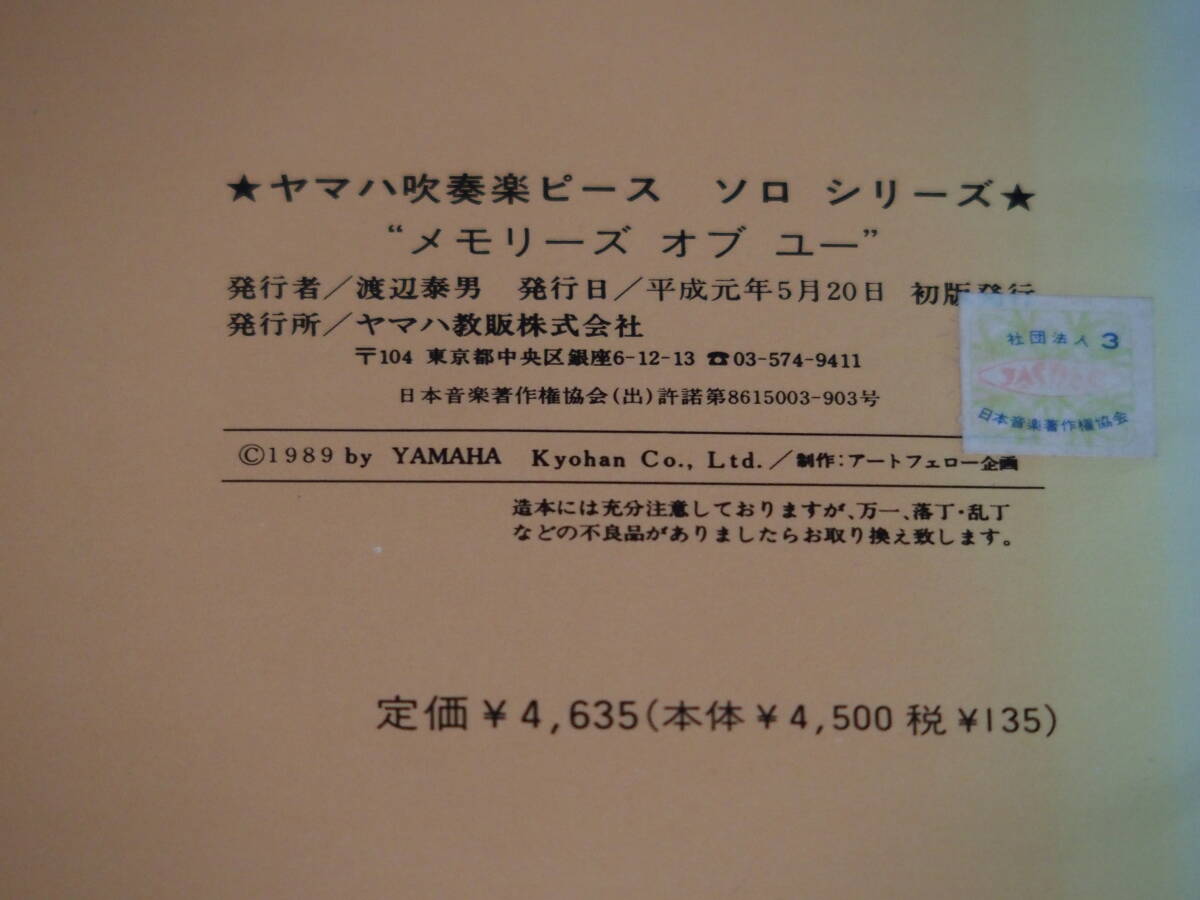 ★ヤマハ吹奏楽ピース ソロ シリーズ★
“メモリーズ オブ ユー”
発行者／渡辺泰男 発行日／平成元年5月20日 初版発行
発行所／ヤマハ教販株式会社
〒104 東京都中央区銀座6-12-13 ☎03-574-9411
日本音楽著作権協会(出)許諾第8615003-903号
社団法人 3
日本音楽著作権協会
©1989 by YAMAHA Kyohan Co., Ltd.／制作：アートフェロー企画
造本には充分注意しておりますが、万一、落丁・乱丁
などの不良品がありましたらお取り換え致します。
定価￥4,635(本体￥4,500 税￥135)